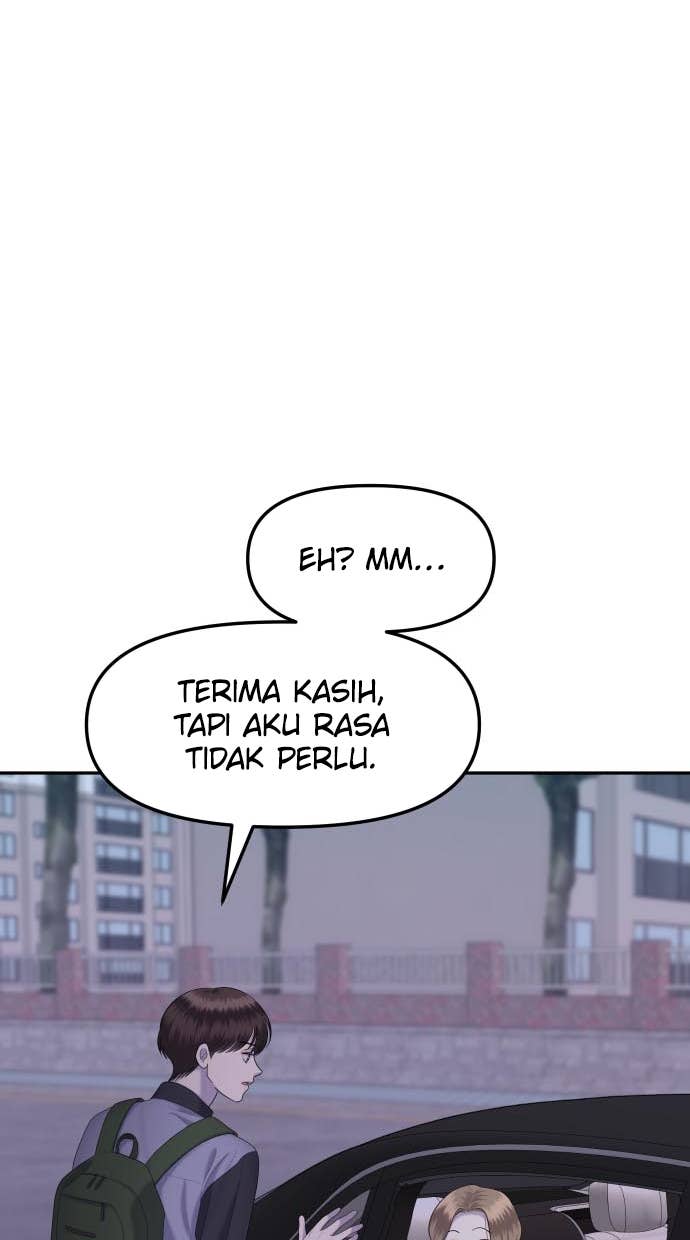 EH? MM...
TERIMA KASIH,
TAPI AKU RASA
TIDAK PERLU.